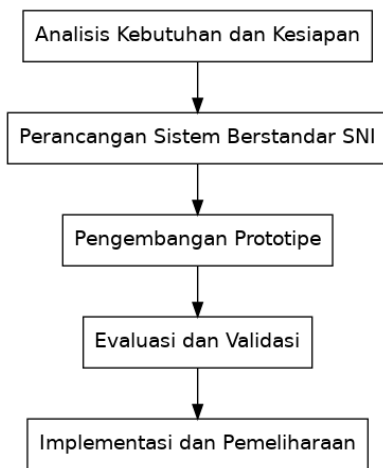 Analisis Kebutuhan dan Kesiapan
Perancangan Sistem Berstandar SNI
Pengembangan Prototipe
Evaluasi dan Validasi
Implementasi dan Pemeliharaan